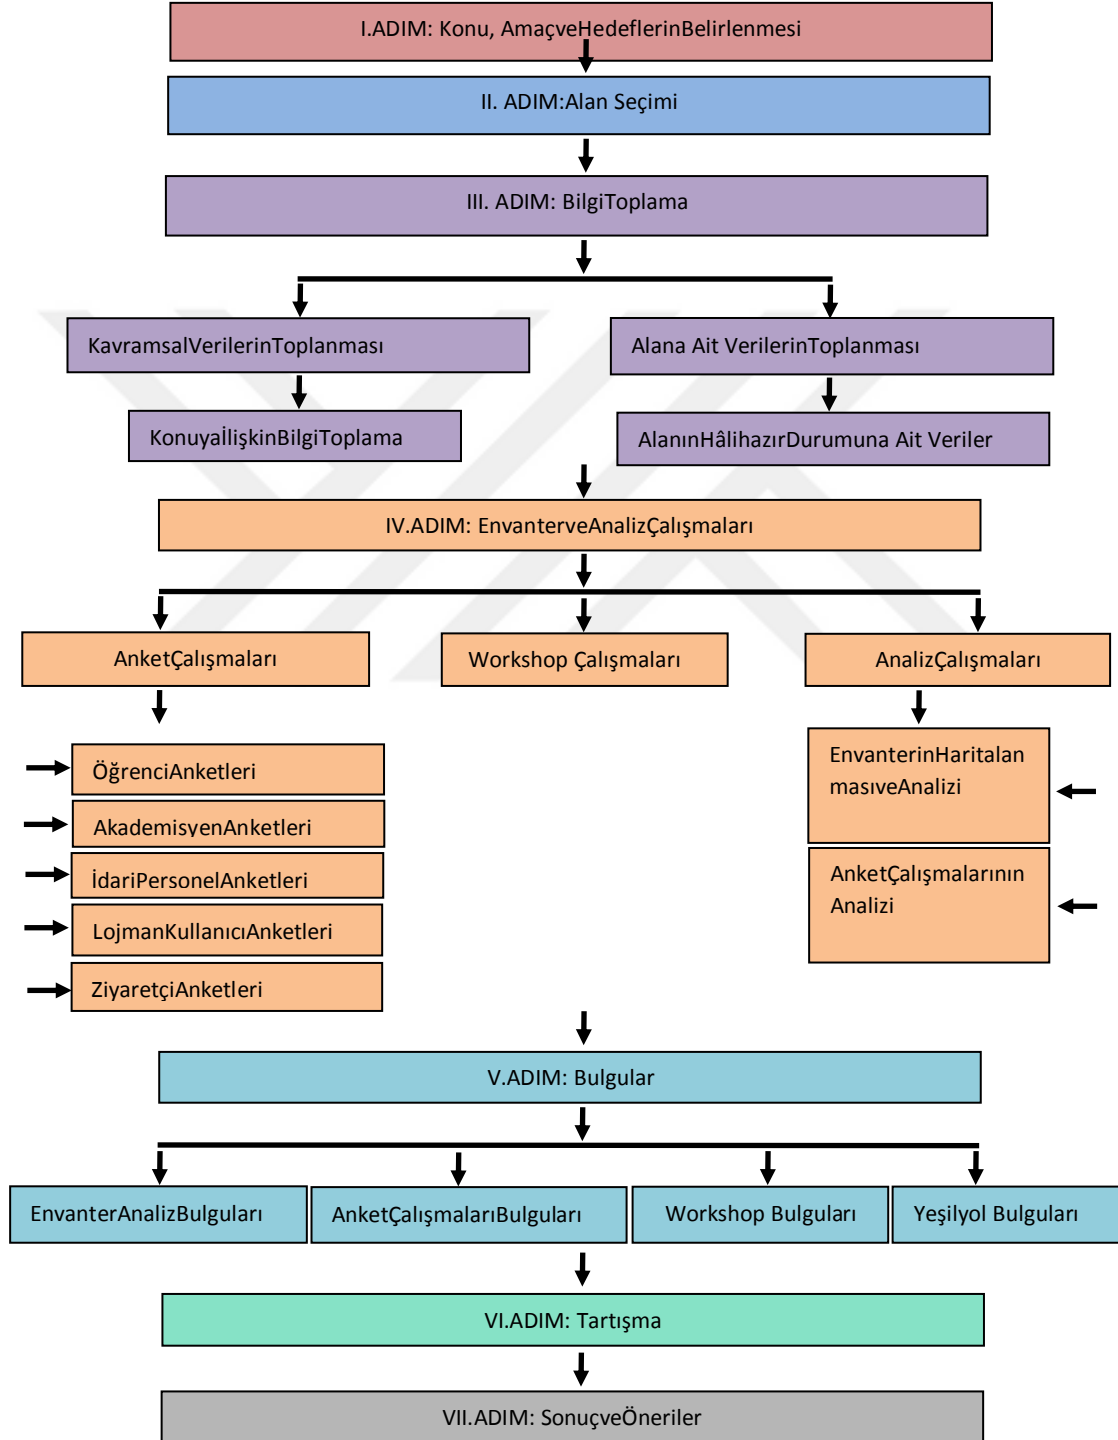 I.ADIM: Konu, AmaçveHedeflerinBelirlenmesi
II. ADIM:Alan Seçimi
III. ADIM: BilgiToplama
KavramsalVerilerinToplanması
Alana Ait VerilerinToplanması
KonuyaİlişkinBilgiToplama
AlanınHâlihazırDurumuna Ait Veriler
IV.ADIM: EnvanterveAnalizÇalışmaları
AnketÇalışmaları
Workshop Çalışmaları
AnalizÇalışmaları
ÖğrenciAnketleri
AkademisyenAnketleri
İdariPersonelAnketleri
LojmanKullanıcıAnketleri
ZiyaretçiAnketleri
EnvanterinHaritalan
masıveAnalizi
AnketÇalışmalarının
Analizi
V.ADIM: Bulgular
EnvanterAnalizBulguları
AnketÇalışmalarıBulguları
Workshop Bulguları
Yeşilyol Bulguları
VI.ADIM: Tartışma
VII.ADIM: SonuçveÖneriler